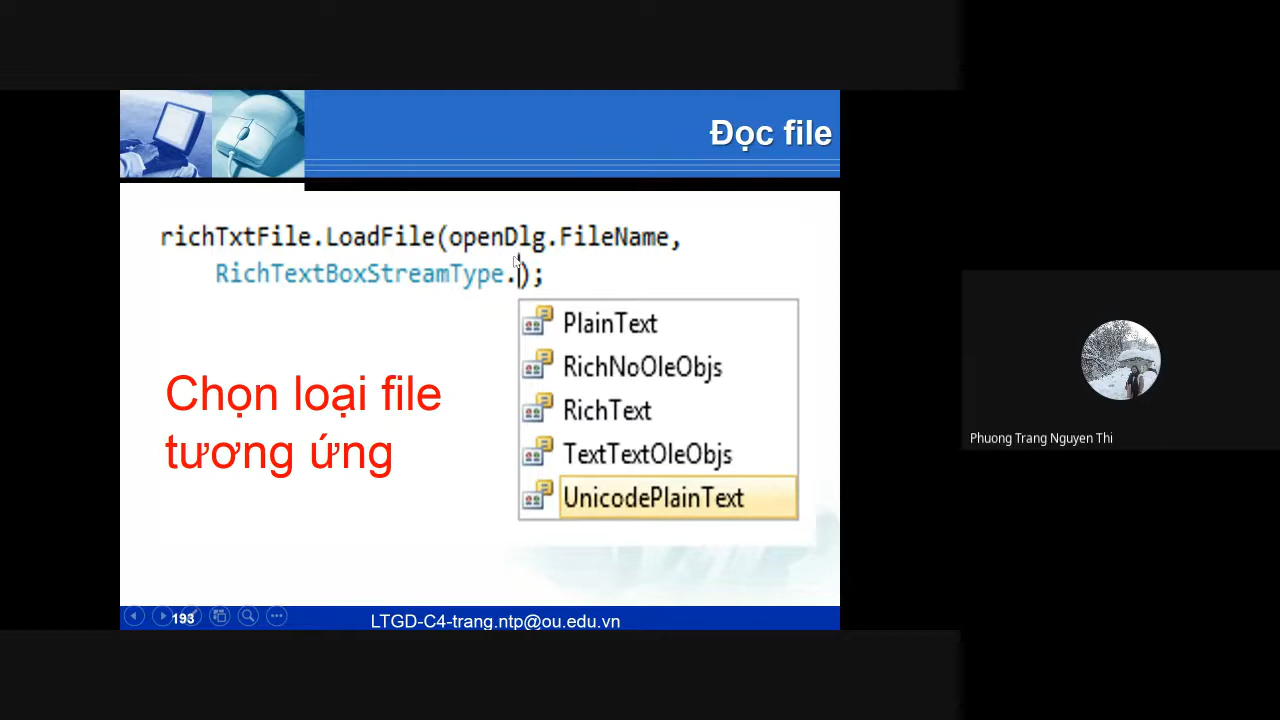 Đọc file
richTxtFile.LoadFile(openDlg.FileName,
RichTextBoxStreamType.);
PlainText
RichNoOleObjs
RichText
TextTextOleObjs
UnicodePlainText
Chọn loại file
tương ứng
Phuong Trang Nguyen Thi
193
LTGD-C4-trang.ntp@ou.edu.vn